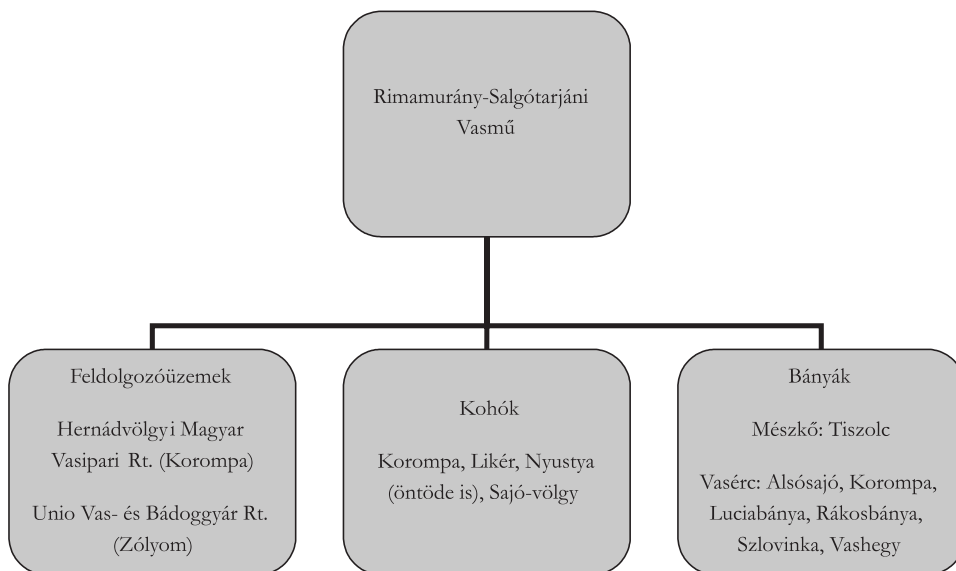 Rimamurány-Salgótarjáni
Vasmű
Feldolgozóüzemek
Hernádvölgyi Magyar
Vasipari Rt. (Korompa)
Unio Vas- és Bádoggyár Rt.
(Zólyom)
Kohók
Korompa, Likér, Nyustya
(öntöde is), Sajó-völgy
Bányák
Mészkő: Tiszolc
Vasérc: Alsósajó, Korompa,
Luciabánya, Rákosbánya,
Szlovinka, Vashegy